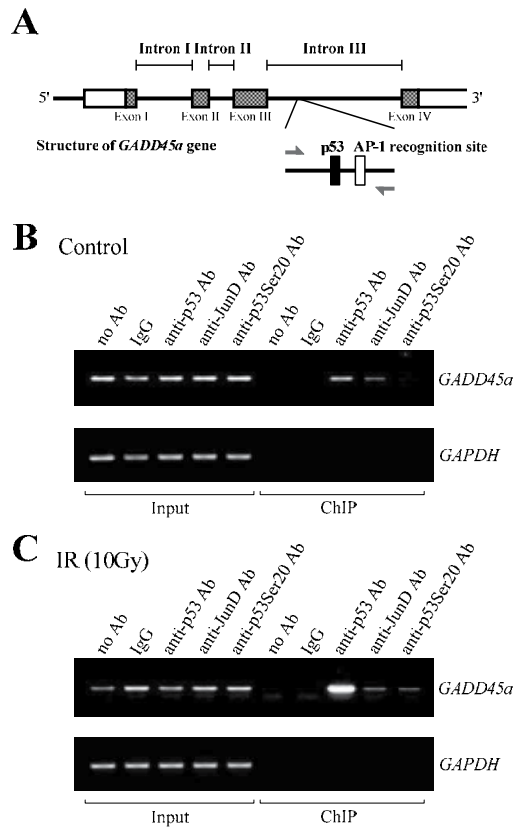 A
Intron I Intron II Intron III
5' 3'
Exon I Exon II Exon III Exon IV
Structure of GADD45a gene
p53 AP-1 recognition site
B Control
no Ab IgG anti-p53 Ab anti-JunD Ab anti-p53Ser20 Ab no Ab IgG anti-p53 Ab anti-JunD Ab anti-p53Ser20 Ab
GADD45a
GAPDH
Input ChIP
C IR (10Gy)
no Ab IgG anti-p53 Ab anti-JunD Ab anti-p53Ser20 Ab no Ab IgG anti-p53 Ab anti-JunD Ab anti-p53Ser20 Ab
GADD45a
GAPDH
Input ChIP